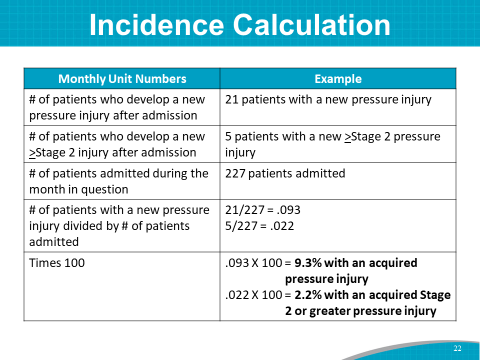 Incidence Calculation
Monthly Unit Numbers
Example
# of patients who develop a new
pressure injury after admission
21 patients with a new pressure injury
# of patients who develop a new
>Stage 2 injury after admission
5 patients with a new >Stage 2 pressure
injury
# of patients admitted during the
month in question
227 patients admitted
# of patients with a new pressure
injury divided by # of patients
admitted
21/227 = .093
5/227 = .022
Times 100
.093 X 100 = 9.3% with an acquired
pressure injury
.022 X 100 = 2.2% with an acquired Stage
2 or greater pressure injury
22